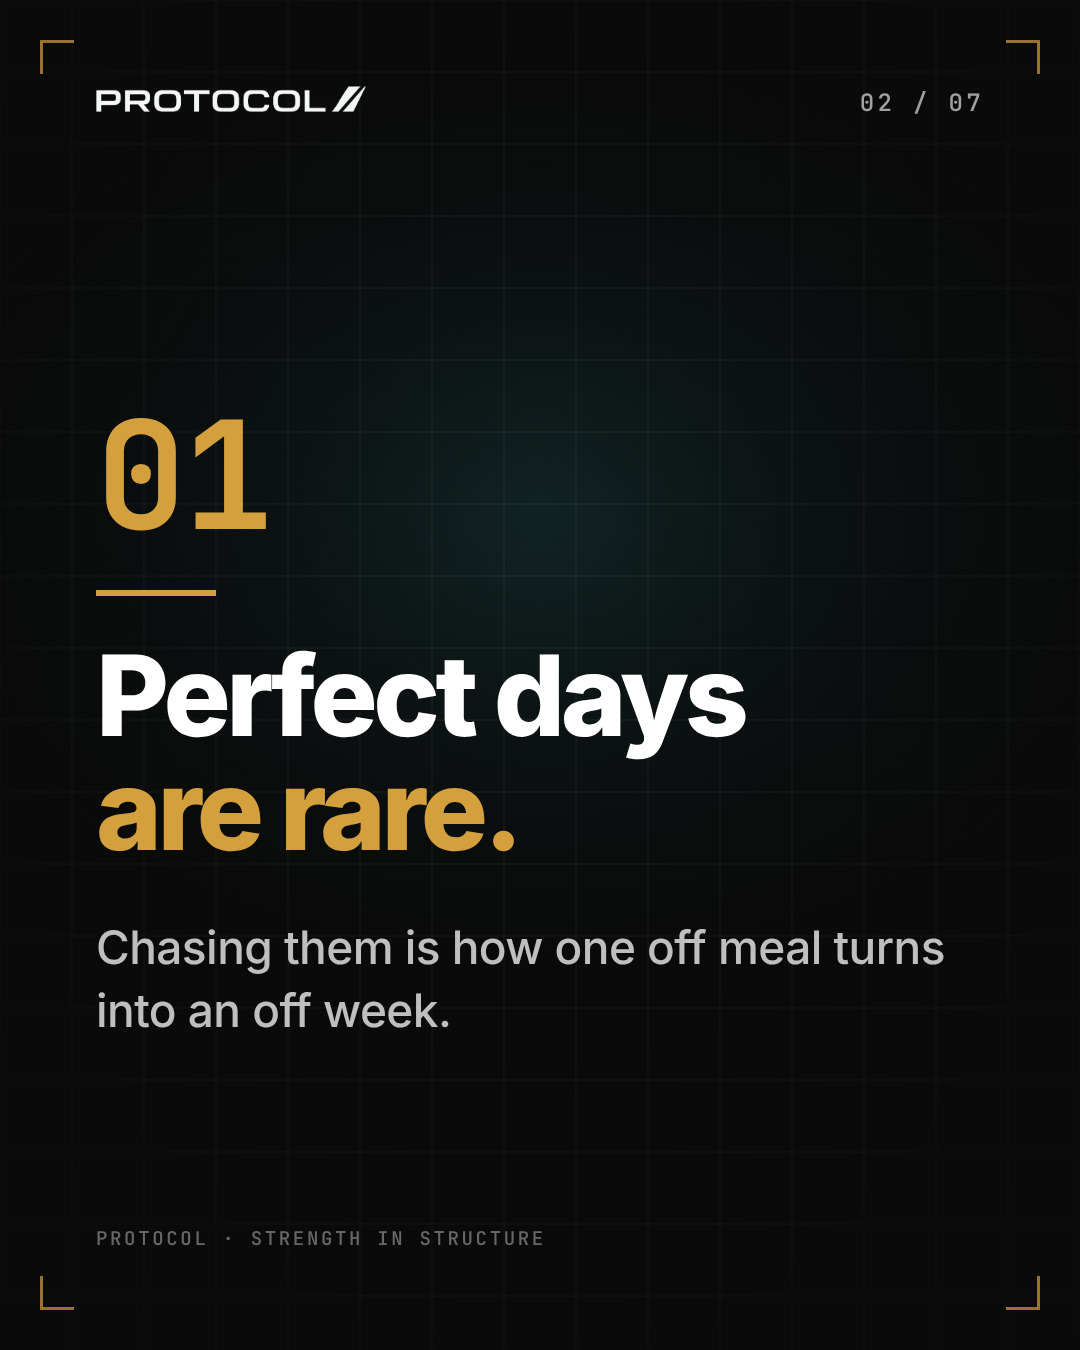 PROTOCOL
02 / 07
01
Perfect days
are rare.
Chasing them is how one off meal turns
into an off week.
PROTOCOL · STRENGTH IN STRUCTURE